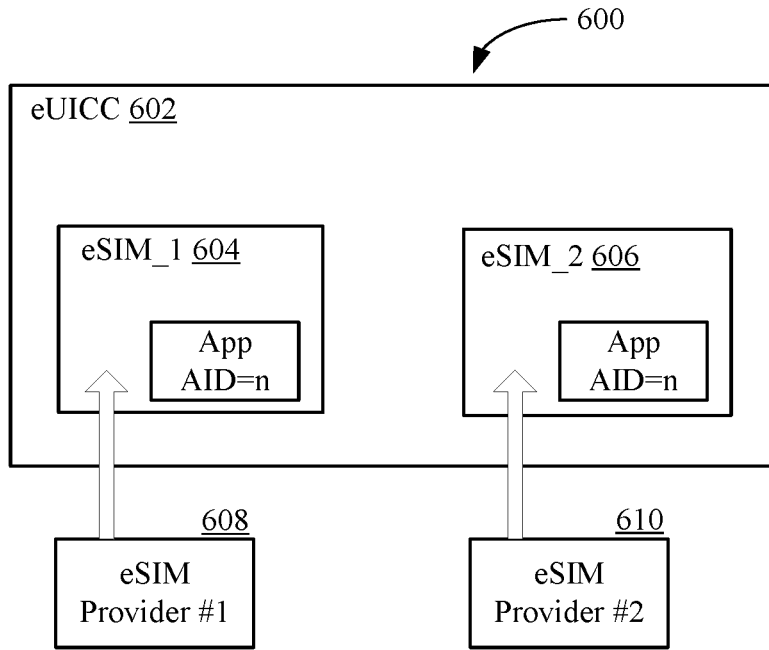 600
eUICC 602
eSIM_1 604
eSIM_2 606
App
AID=n
App
AID=n
608
610
eSIM
Provider #1
eSIM
Provider #2